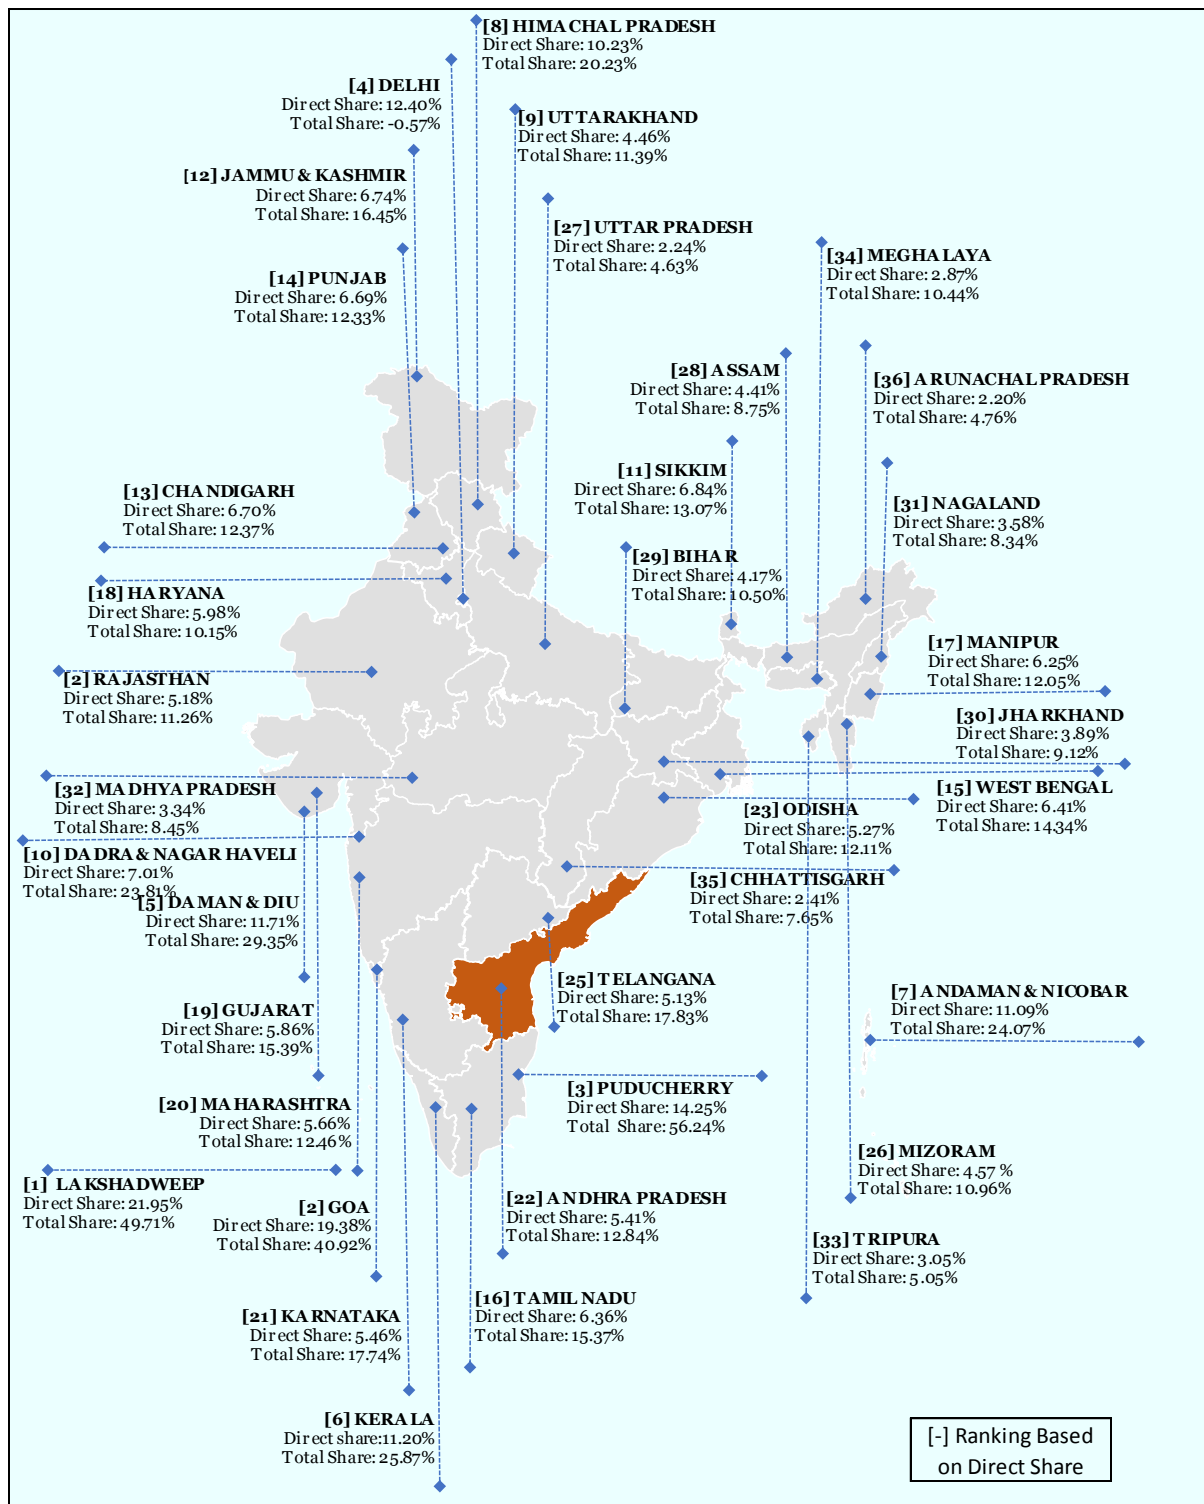 [8] HIMACHAL PRADESH
Direct Share: 10.23%
Total Share: 20.23%
[4] DELHI
Direct Share: 12.40%
Total Share: -0.57%
[9] UTTARAKHAND
Direct Share: 4.46%
Total Share: 11.39%
[12] JAMMU & KASHMIR
Direct Share: 6.74%
Total Share: 16.45%
[27] UTTAR PRADESH
Direct Share: 2.24%
Total Share: 4.63%
[34] MEGHALAYA
Direct Share: 2.87%
Total Share: 10.44%
[14] PUNJAB
Direct Share: 6.69%
Total Share: 12.33%
[28] ASSAM
Direct Share: 4.41%
Total Share: 8.75%
[36] ARUNACHAL PRADESH
Direct Share: 2.20%
Total Share: 4.76%
[11] SIKKIM
Direct Share: 6.84%
Total Share: 13.07%
[13] CHANDIGARH
Direct Share: 6.70%
Total Share: 12.37%
[31] NAGALAND
Direct Share: 3.58%
Total Share: 8.34%
[29] BIHAR
Direct Share: 4.17%
Total Share: 10.50%
[18] HARYANA
Direct Share: 5.98%
Total Share: 10.15%
[17] MANIPUR
Direct Share: 6.25%
Total Share: 12.05%
[2] RAJASTHAN
Direct Share: 5.18%
Total Share: 11.26%
[30] JHARKHAND
Direct Share: 3.89%
Total Share: 9.12%
[32] MADHYA PRADESH
Direct Share: 3.34%
Total Share: 8.45%
[15] WEST BENGAL
Direct Share: 6.41%
Total Share: 14.34%
[23] ODISHA
Direct Share: 5.27%
Total Share: 12.11%
[10] DADRA & NAGAR HAVELI
Direct Share: 7.01%
Total Share: 23.81%
[35] CHHATTISGARH
Direct Share: 2.41%
Total Share: 7.65%
[5] DAMAN & DIU
Direct Share: 11.71%
Total Share: 29.35%
[25] TELANGANA
Direct Share: 5.13%
Total Share: 17.83%
[7] ANDAMAN & NICOBAR
Direct Share: 11.09%
Total Share: 24.07%
[19] GUJARAT
Direct Share: 5.86%
Total Share: 15.39%
[3] PUDUCHERRY
Direct Share: 14.25%
Total Share: 56.24%
[20] MAHARASHTRA
Direct Share: 5.66%
Total Share: 12.46%
[26] MIZORAM
Direct Share: 4.57 %
Total Share: 10.96%
[1] LAKSHADWEEP
Direct Share: 21.95%
Total Share: 49.71%
[2] GOA
Direct Share: 19.38%
Total Share: 40.92%
[22] ANDHRA PRADESH
Direct Share: 5.41%
Total Share: 12.84%
[33] TRIPURA
Direct Share: 3.05%
Total Share: 5.05%
[16] TAMIL NADU
Direct Share: 6.36%
Total Share: 15.37%
[21] KARNATAKA
Direct Share: 5.46%
Total Share: 17.74%
[6] KERALA
Direct share:11.20%
Total Share: 25.87%
[-] Ranking Based
on Direct Share